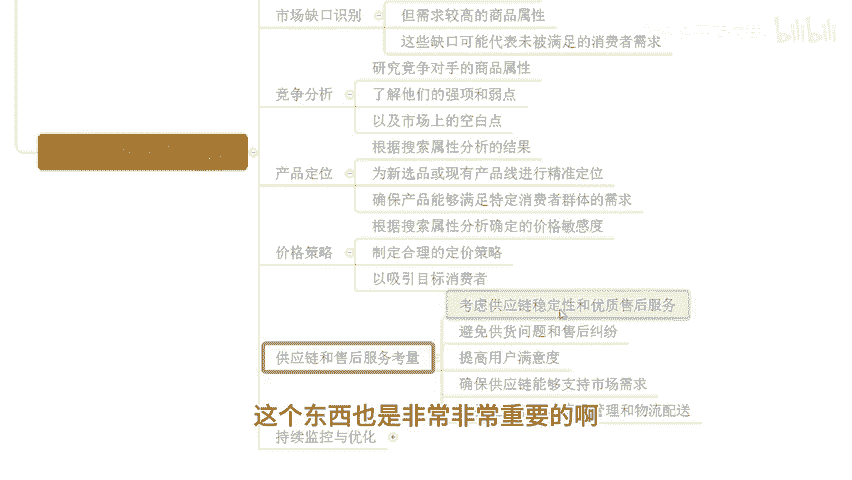 市场缺口识别
但需求较高的商品属性
这些缺口可能代表未被满足的消费者需求
研究竞争对手的商品属性
竞争分析
了解他们的强项和弱点
以及市场上的空白点
根据搜索属性分析的结果
产品定位
为新选品或现有产品线进行精准定位
确保产品能够满足特定消费者群体的需求
根据搜索属性分析确定的价格敏感度
价格策略
制定合理的定价策略
以吸引目标消费者
考虑供应链稳定性和优质售后服务
避免供货问题和售后纠纷
供应链和售后服务考量
提高用户满意度
确保供应链能够支持市场需求
管理和物流配送
这个东西也是非常非常重要的啊
持续监控与优化
bilibili